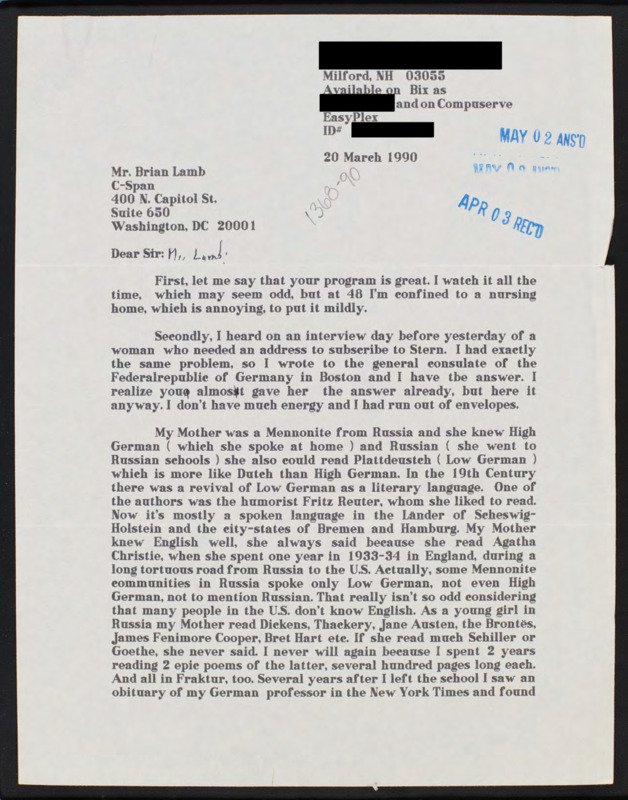 Milford, NH 03055
Available on Bix as
and on Compuserve
EasyPlex
ID#
MAY 02 ANS'D
MAY 02 ANS'D
20 March 1990
APR 03 REC'D
1368-90
Mr. Brian Lamb
C-Span
400 N. Capitol St.
Suite 650
Washington, DC 20001
Dear Sir: Mr. Lamb:
First, let me say that your program is great. I watch it all the
time, which may seem odd, but at 48 I'm confined to a nursing
home, which is annoying, to put it mildly.
Secondly, I heard on an interview day before yesterday of a
woman who needed an address to subscribe to Stern. I had exactly
the same problem, so I wrote to the general consulate of the
Federalrepublic of Germany in Boston and I have tbe answer. I
realize you almost gave her the answer already, but here it
anyway. I don't have much energy and I had run out of envelopes.
My Mother was a Mennonite from Russia and she knew High
German ( which she spoke at home ) and Russian ( she went to
Russian schools ) she also could read Plattdeusteh ( Low German )
which is more like Dutch than High German. In the 19th Century
there was a revival of Low German as a literary language. One of
the authors was the humorist Fritz Reuter, whom she liked to read.
Now it's mostly a spoken language in the Länder of Scheswig-
Holstein and the city-states of Bremen and Hamburg. My Mother
knew English well, she always said because she read Agatha
Christie, when she spent one year in 1933-34 in England, during a
long tortuous road from Russia to the U.S. Actually, some Mennonite
communities in Russia spoke only Low German, not even High
German, not to mention Russian. That really isn't so odd considering
that many people in the U.S. don't know English. As a young girl in
Russia my Mother read Dickens, Thackery, Jane Austen, the Brontës,
James Fenimore Cooper, Bret Hart etc. If she read much Schiller or
Goethe, she never said. I never will again because I spent 2 years
reading 2 epic poems of the latter, several hundred pages long each.
And all in Fraktur, too. Several years after I left the school I saw an
obituary of my German professor in the New York Times and found